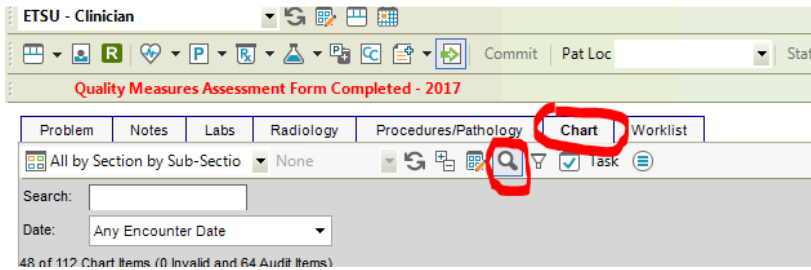 ETSU - Clinician
R P Rx P CC Commit Pat Loc
Quality Measures Assessment Form Completed - 2017
Problem Notes Labs Radiology Procedures/Pathology Chart Worklist
All by Section by Sub-Sectio None Task
Search:
Date: Any Encounter Date
48 of 112 Chart Items (0 Invalid and 64 Audit Items)